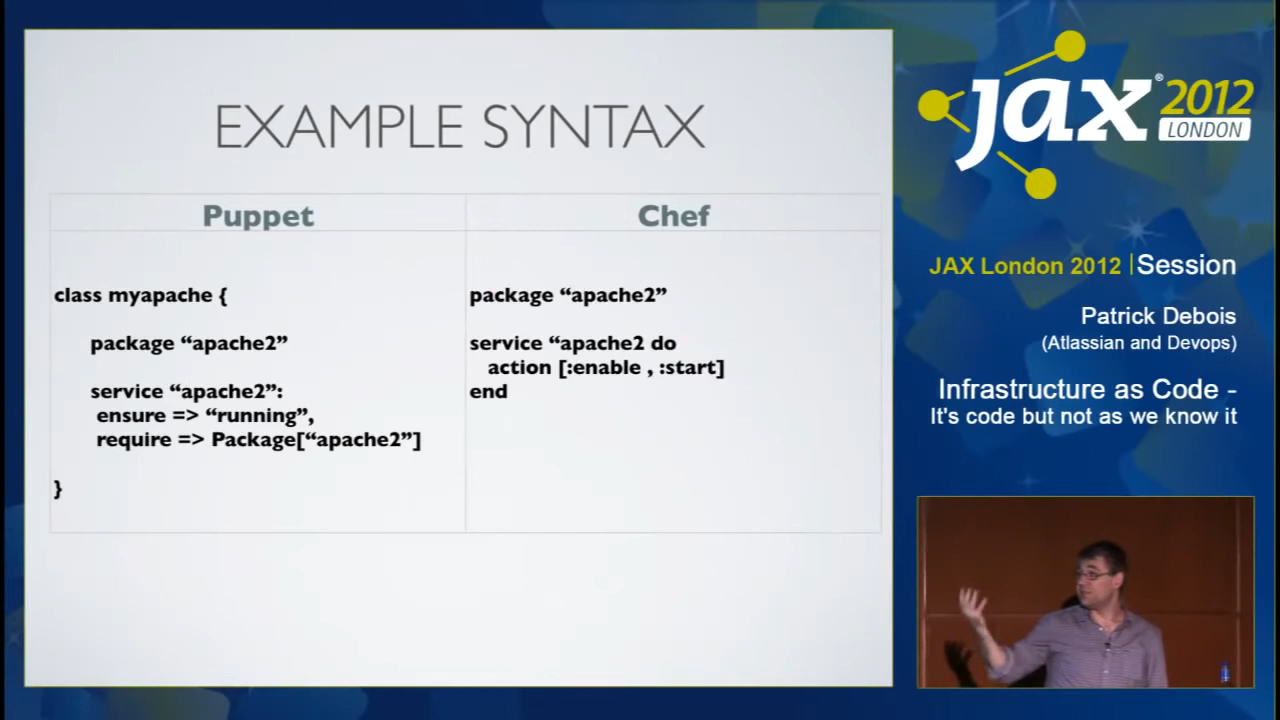 EXAMPLE SYNTAX
Puppet
Chef
class myapache {
package “apache2”
service “apache2”:
ensure => “running”,
require => Package[“apache2”]
}
package “apache2”
service “apache2 do
action [:enable , :start]
end
jax® 2012
LONDON
JAX London 2012 | Session
Patrick Debois
(Atlassian and Devops)
Infrastructure as Code -
It's code but not as we know it